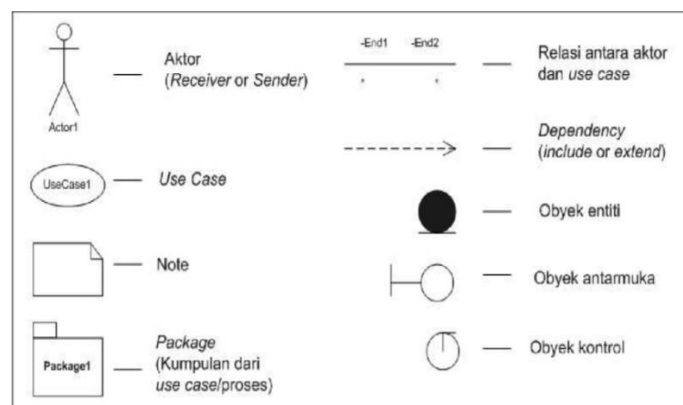 Actor1
Aktor
(Receiver or Sender)
UseCase1
Use Case
Note
Package1
Package
(Kumpulan dari
use case/proses)
-End1 -End2
* *
Relasi antara aktor
dan use case
Dependency
(include or extend)
Obyek entiti
Obyek antarmuka
Obyek kontrol